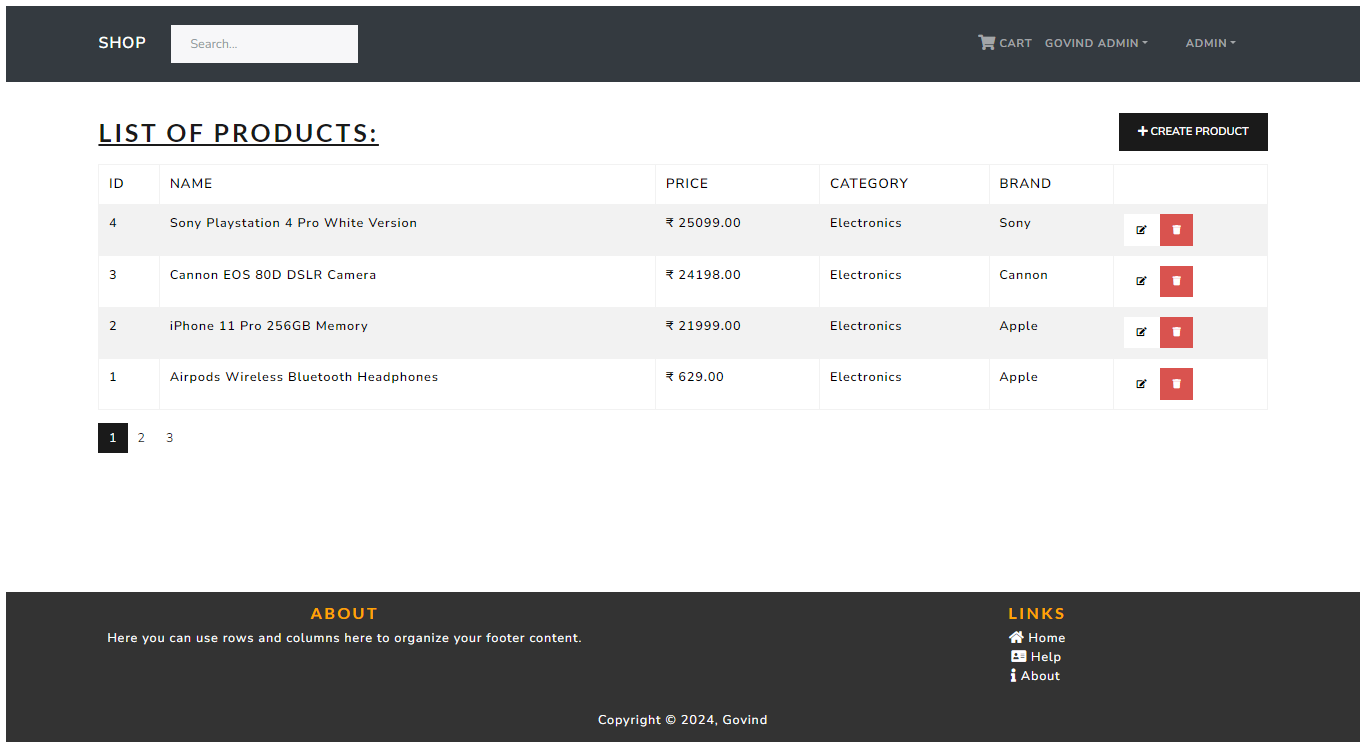 SHOP Search... CART GOVIND ADMIN ADMIN
LIST OF PRODUCTS: CREATE PRODUCT
ID NAME PRICE CATEGORY BRAND
4 Sony Playstation 4 Pro White Version ₹ 25099.00 Electronics Sony
3 Cannon EOS 80D DSLR Camera ₹ 24198.00 Electronics Cannon
2 iPhone 11 Pro 256GB Memory ₹ 21999.00 Electronics Apple
1 Airpods Wireless Bluetooth Headphones ₹ 629.00 Electronics Apple
1 2 3
ABOUT
Here you can use rows and columns here to organize your footer content.
LINKS
Home
Help
About
Copyright © 2024, Govind